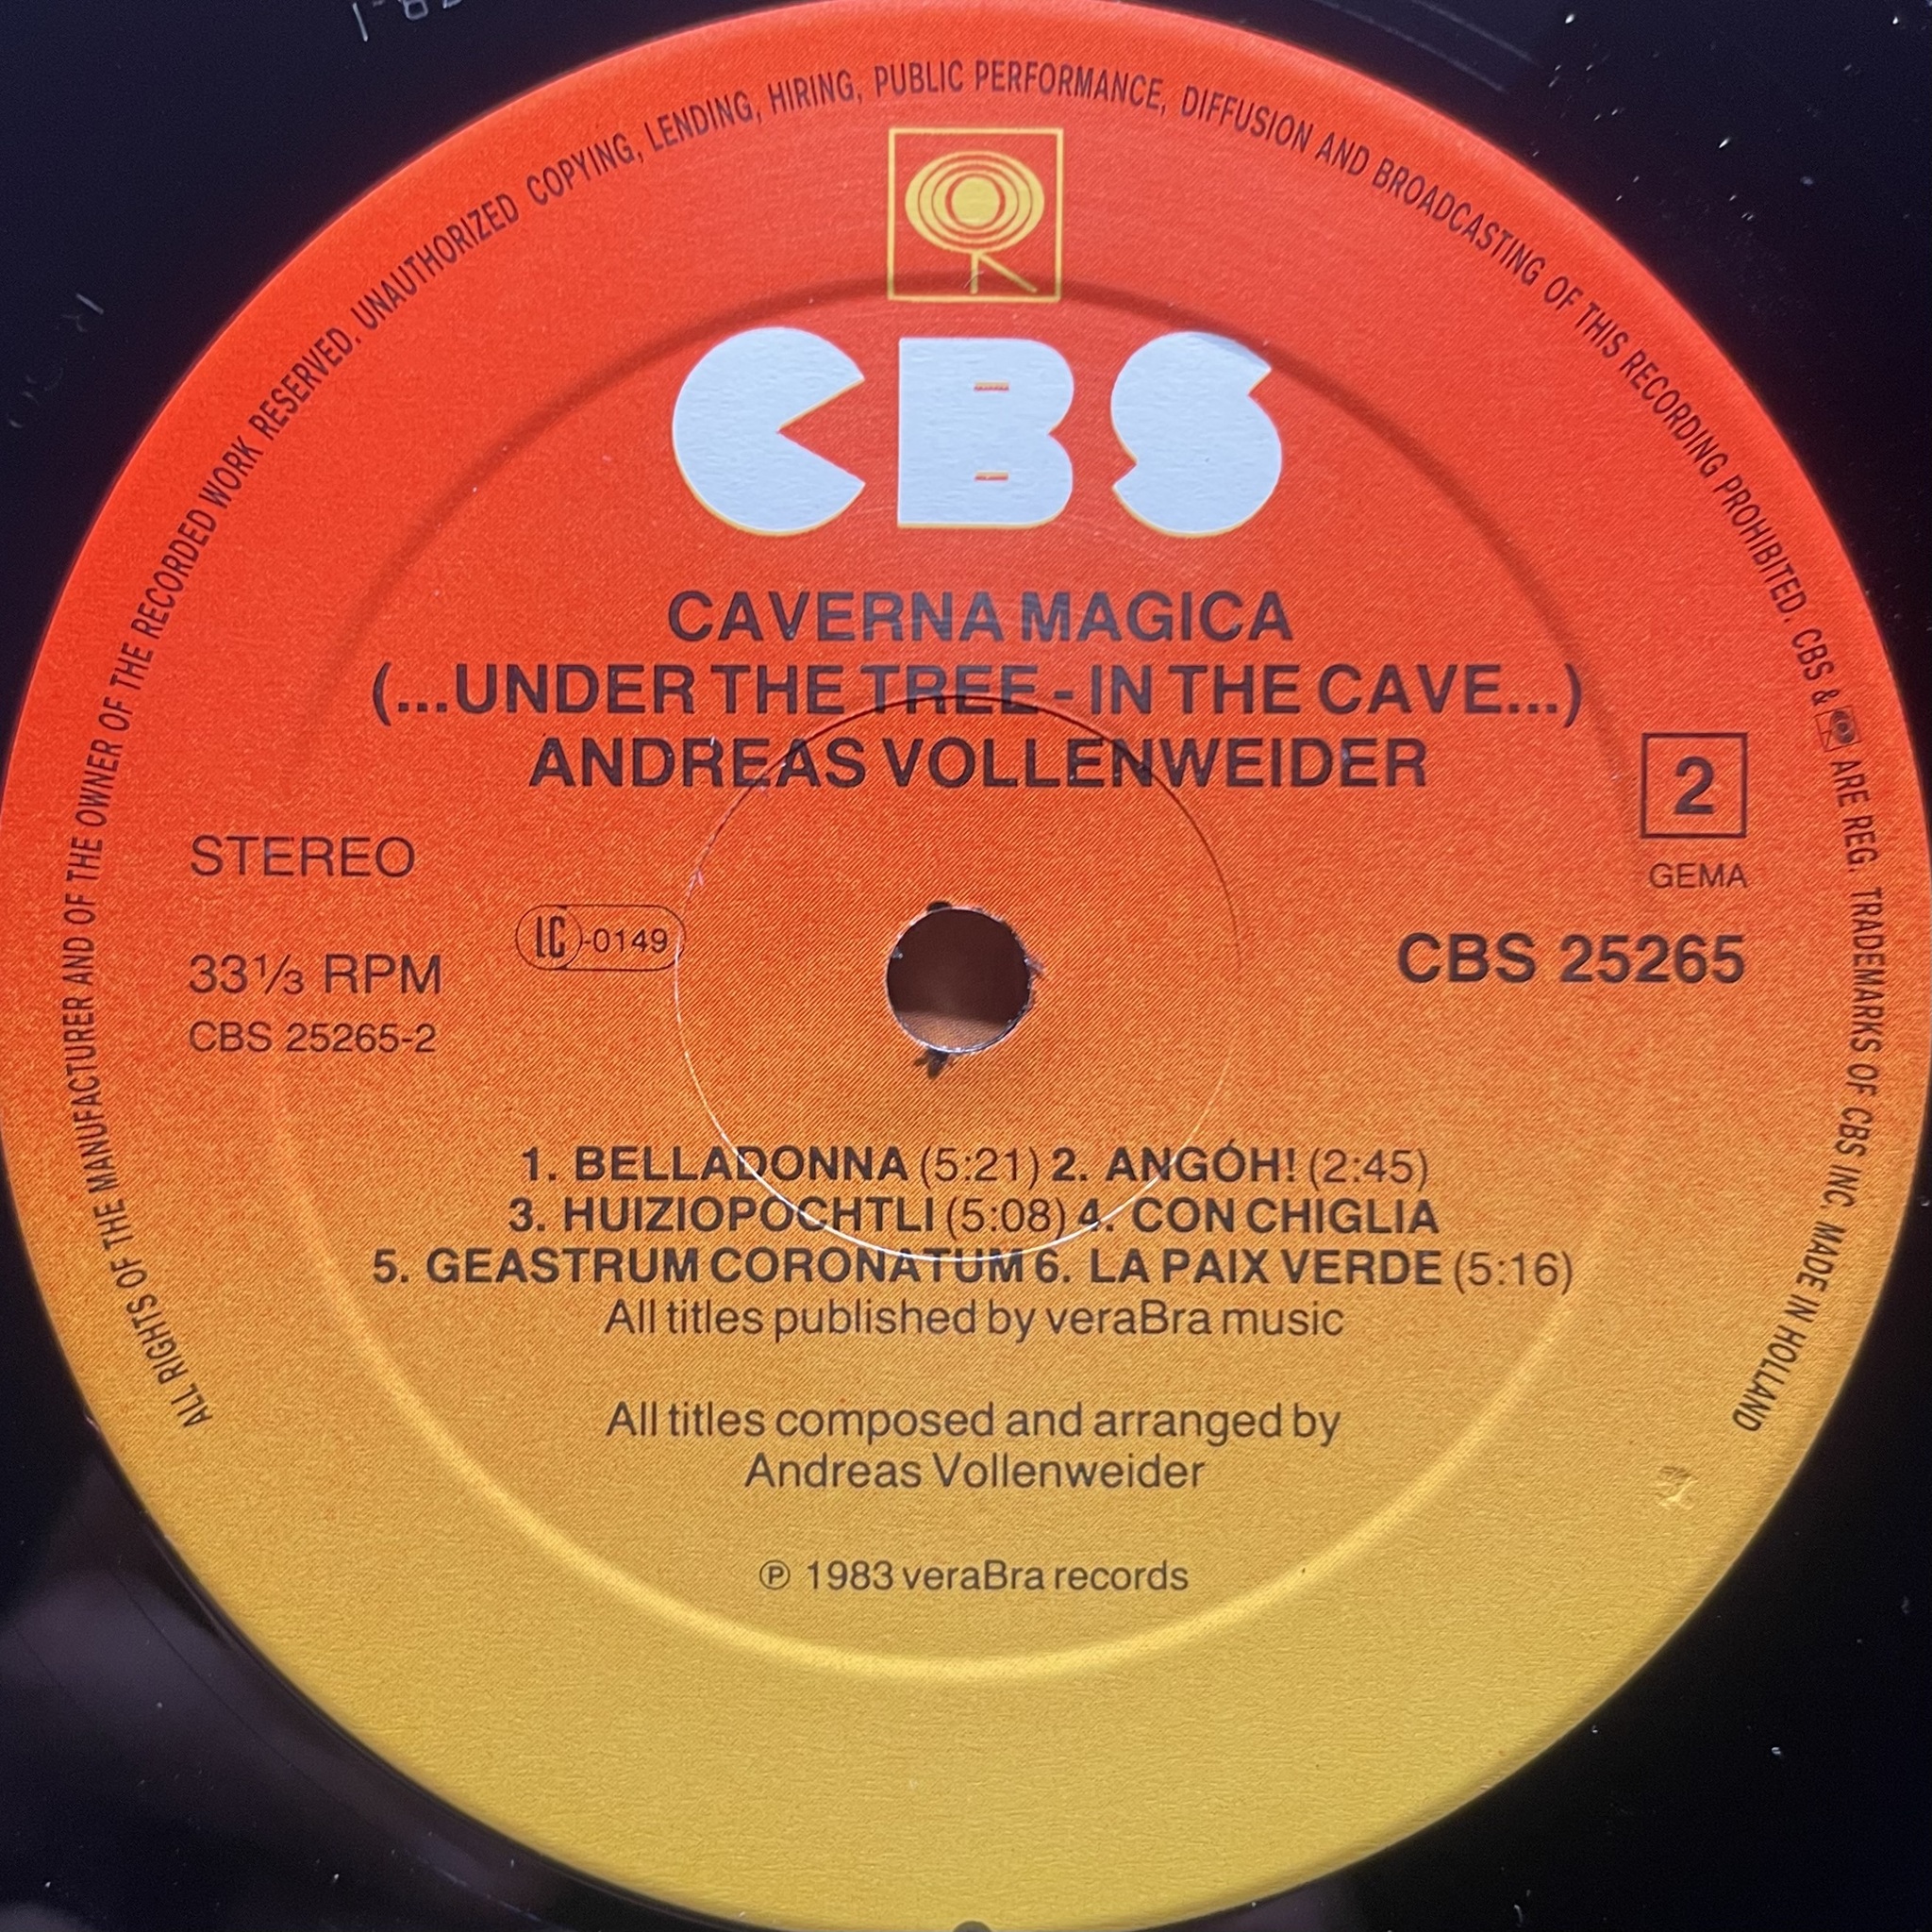 ALL RIGHTS OF THE MANUFACTURER AND OF THE OWNER OF THE RECORDED WORK RESERVED. UNAUTHORIZED COPYING, LENDING, HIRING, PUBLIC PERFORMANCE, DIFFUSION AND BROADCASTING OF THIS RECORDING PROHIBITED. CBS & ARE REG. TRADEMARKS OF CBS INC. MADE IN HOLLAND
CBS
CAVERNA MAGICA
(...UNDER THE TREE - IN THE CAVE...)
ANDREAS VOLLENWEIDER
2
STEREO
GEMA
LC-0149
CBS 25265
33⅓ RPM
CBS 25265-2
1. BELLADONNA (5:21) 2. ANGÓH! (2:45)
3. HUIZIOPOCHTLI (5:08) 4. CON CHIGLIA
5. GEASTRUM CORONATUM 6. LA PAIX VERDE (5:16)
All titles published by veraBra music
All titles composed and arranged by
Andreas Vollenweider
℗ 1983 veraBra records